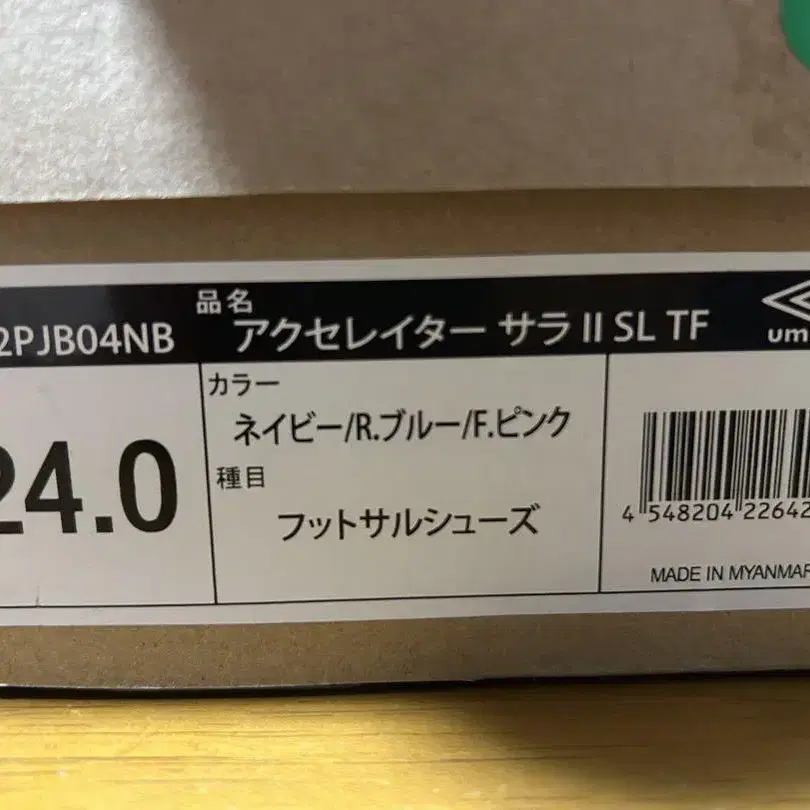 2PJB04NB
品名
アクセレイター サラ II SL TF
um
24.0
カラー
ネイビー/R.ブルー/F.ピンク
種目
フットサルシューズ
4 548204 22642
MADE IN MYANMAR